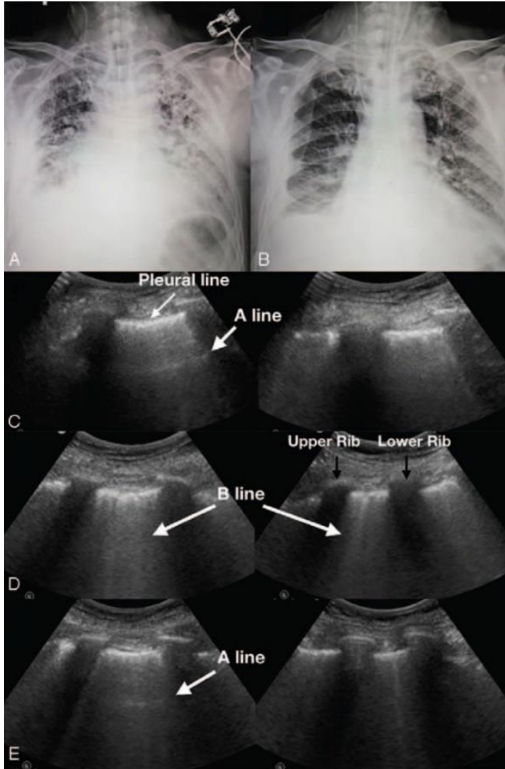 A
B
Pleural line
A line
C
Upper Rib Lower Rib
B line
D
A line
E